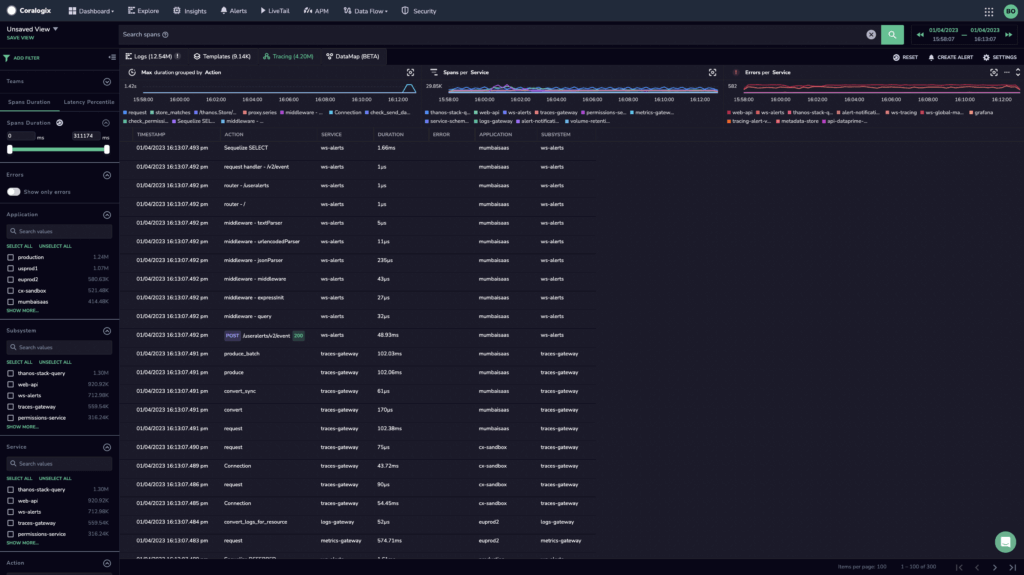 Coralogix Dashboard Explore Insights Alerts LiveTail APM Data Flow Security BO
Unsaved View
SAVE VIEW
Search spans
01/04/2023 15:58:07 — 01/04/2023 16:13:07
ADD FILTER
Logs (12.54M) Templates (9.14K) Tracing (4.20M) DataMap (BETA)
RESET CREATE ALERT SETTINGS
Teams
Spans Duration Latency Percentile
Spans Duration
0 ms 311174 ms
Errors
Show only errors
Application
Search values
SELECT ALL UNSELECT ALL
production 1.24M
usprod1 1.07M
euprod2 580.63K
cx-sandbox 521.48K
mumbaisaas 414.48K
SHOW MORE...
Subsystem
Search values
SELECT ALL UNSELECT ALL
thanos-stack-query 1.30M
web-api 920.92K
ws-alerts 712.98K
traces-gateway 559.54K
permissions-service 316.24K
SHOW MORE...
Service
Search values
SELECT ALL UNSELECT ALL
thanos-stack-query 1.30M
web-api 920.92K
ws-alerts 712.98K
traces-gateway 559.54K
permissions-service 316.24K
SHOW MORE...
Action
Max duration grouped by Action
1.42s
15:58:00 16:00:00 16:02:00 16:04:00 16:06:00 16:08:00 16:10:00 16:12:00
request store_matches /thanos.Store/... proxy.series middleware - ... Connection check_send_da...
check_permissi... Sequelize SEL... middleware - ...
Spans per Service
29.85K
15:58:00 16:00:00 16:02:00 16:04:00 16:06:00 16:08:00 16:10:00 16:12:00
thanos-stack-q... web-api ws-alerts traces-gateway permissions-se... metrics-gatew...
service-schem... logs-gateway alert-notificati... volume-retenti...
Errors per Service
582
15:58:00 16:00:00 16:02:00 16:04:00 16:06:00 16:08:00 16:10:00 16:12:00
web-api ws-alerts thanos-stack-q... alert-notificati... ws-tracing ws-global-ma... grafana
tracing-alert-v... metadata-store api-dataprime-...
TIMESTAMP ACTION SERVICE DURATION ERROR APPLICATION SUBSYSTEM
01/04/2023 16:13:07.493 pm Sequelize SELECT ws-alerts 1.66ms mumbaisaas ws-alerts
01/04/2023 16:13:07.492 pm request handler - /v2/event ws-alerts 1μs mumbaisaas ws-alerts
01/04/2023 16:13:07.492 pm router - /useralerts ws-alerts 1μs mumbaisaas ws-alerts
01/04/2023 16:13:07.492 pm router - / ws-alerts 1μs mumbaisaas ws-alerts
01/04/2023 16:13:07.492 pm middleware - textParser ws-alerts 5μs mumbaisaas ws-alerts
01/04/2023 16:13:07.492 pm middleware - urlencodedParser ws-alerts 11μs mumbaisaas ws-alerts
01/04/2023 16:13:07.492 pm middleware - jsonParser ws-alerts 235μs mumbaisaas ws-alerts
01/04/2023 16:13:07.492 pm middleware - middleware ws-alerts 43μs mumbaisaas ws-alerts
01/04/2023 16:13:07.492 pm middleware - expressInit ws-alerts 27μs mumbaisaas ws-alerts
01/04/2023 16:13:07.492 pm middleware - query ws-alerts 32μs mumbaisaas ws-alerts
01/04/2023 16:13:07.492 pm POST /useralerts/v2/event 200 ws-alerts 48.93ms mumbaisaas ws-alerts
01/04/2023 16:13:07.491 pm produce_batch traces-gateway 102.03ms mumbaisaas traces-gateway
01/04/2023 16:13:07.491 pm produce traces-gateway 102.06ms mumbaisaas traces-gateway
01/04/2023 16:13:07.491 pm convert_sync traces-gateway 61μs mumbaisaas traces-gateway
01/04/2023 16:13:07.491 pm convert traces-gateway 170μs mumbaisaas traces-gateway
01/04/2023 16:13:07.491 pm request traces-gateway 102.38ms mumbaisaas traces-gateway
01/04/2023 16:13:07.490 pm request traces-gateway 75μs cx-sandbox traces-gateway
01/04/2023 16:13:07.489 pm Connection traces-gateway 43.72ms cx-sandbox traces-gateway
01/04/2023 16:13:07.486 pm request traces-gateway 90μs cx-sandbox traces-gateway
01/04/2023 16:13:07.485 pm Connection traces-gateway 54.45ms cx-sandbox traces-gateway
01/04/2023 16:13:07.484 pm convert_logs_for_resource logs-gateway 52μs euprod2 logs-gateway
01/04/2023 16:13:07.483 pm request metrics-gateway 574.71ms euprod2 metrics-gateway
Items per page: 100 1 - 100 of 300